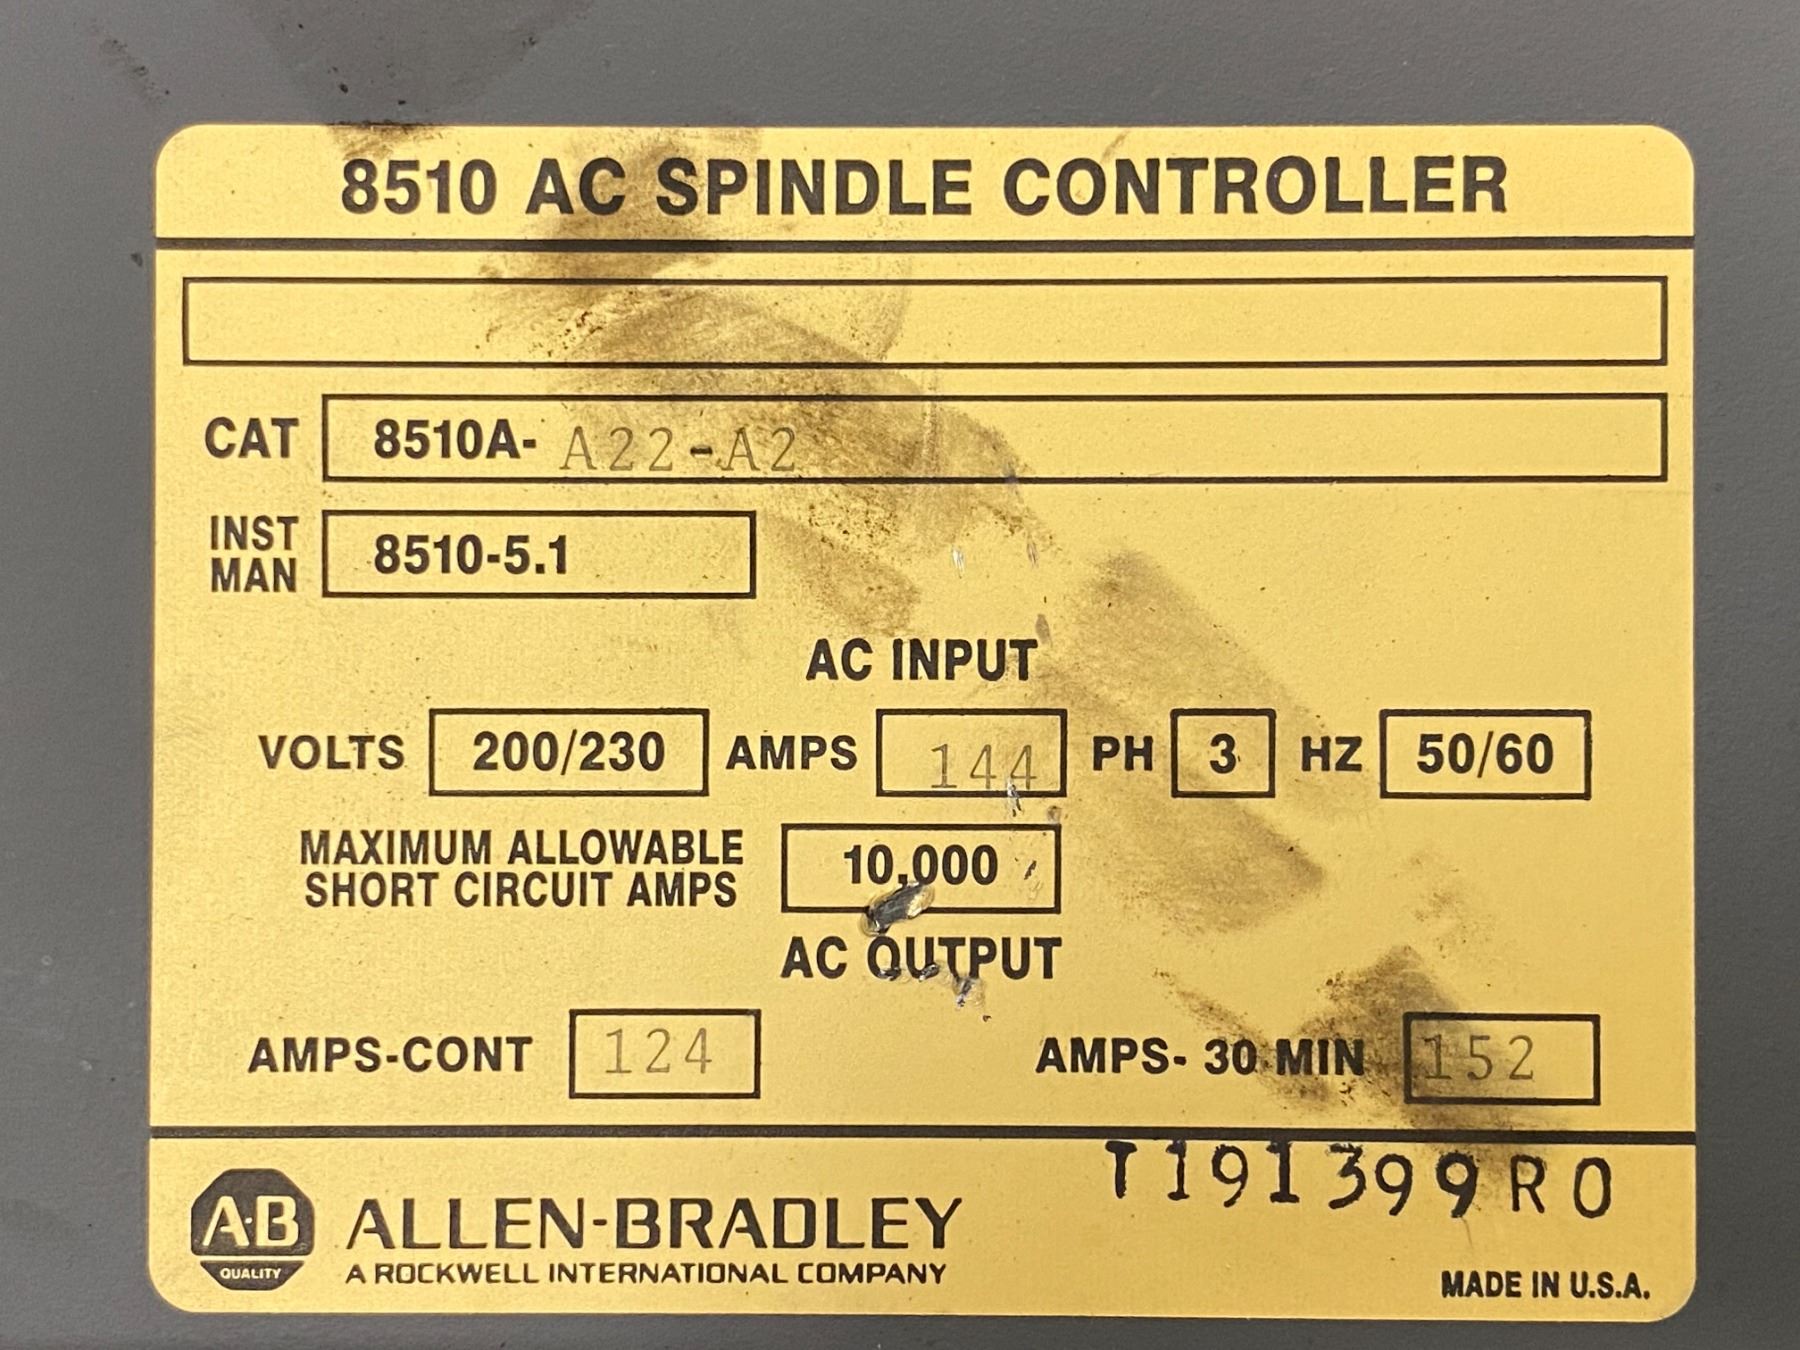 8510 AC SPINDLE CONTROLLER
CAT 8510A- A22-A2
INST MAN 8510-5.1
AC INPUT
VOLTS 200/230 AMPS 144 PH 3 HZ 50/60
MAXIMUM ALLOWABLE
SHORT CIRCUIT AMPS 10,000
AC OUTPUT
AMPS-CONT 124 AMPS- 30 MIN 152
T191399R0
A-B
QUALITY
ALLEN-BRADLEY
A ROCKWELL INTERNATIONAL COMPANY
MADE IN U.S.A.